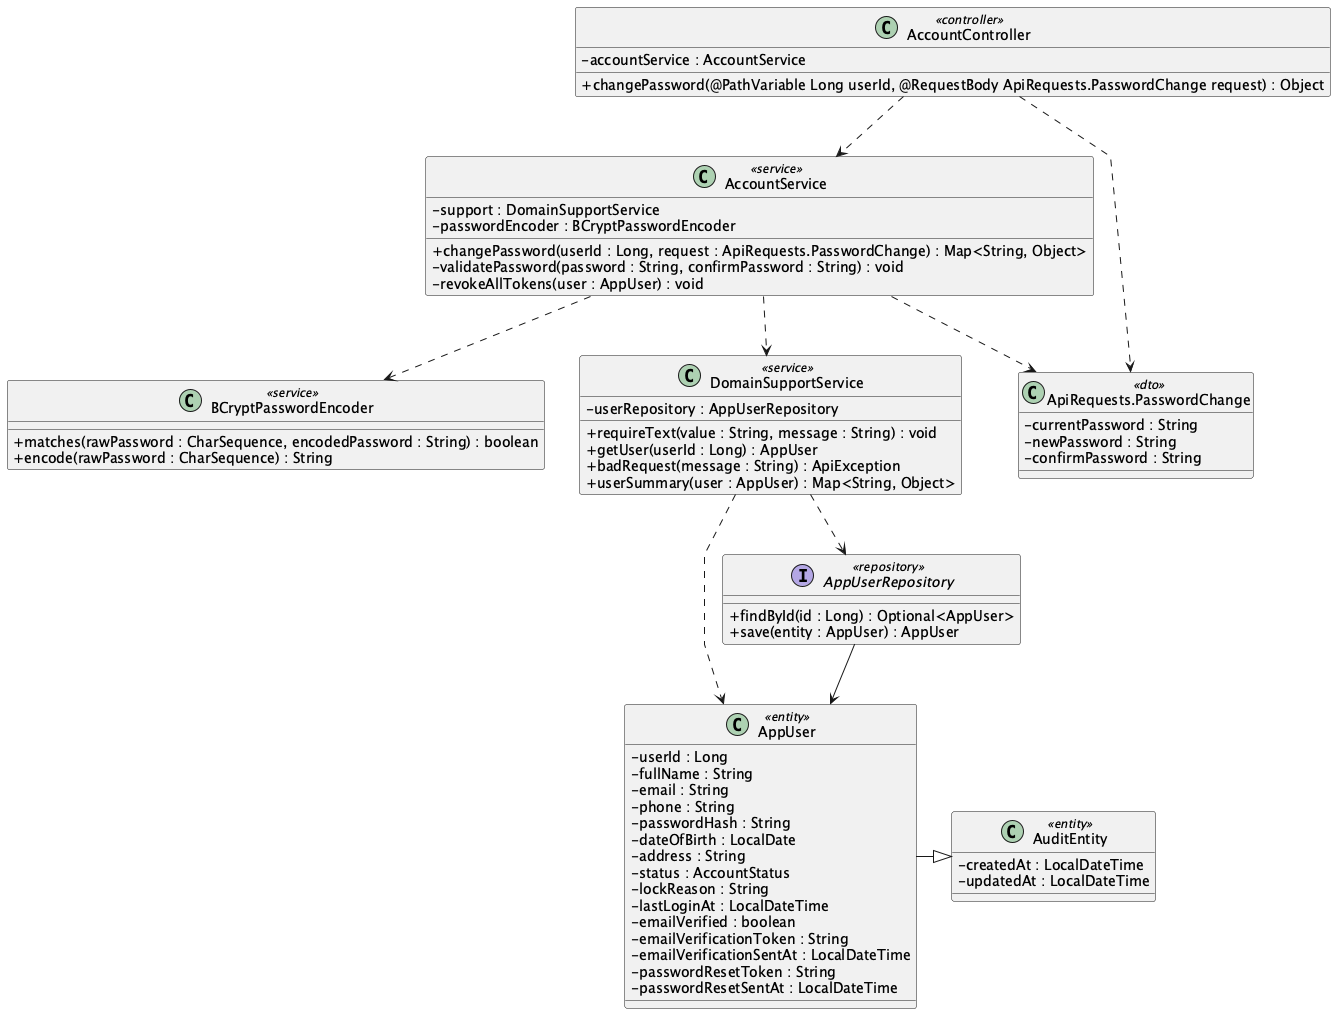 «controller»
C AccountController
-accountService : AccountService
+changePassword(@PathVariable Long userId, @RequestBody ApiRequests.PasswordChange request) : Object
«service»
C AccountService
-support : DomainSupportService
-passwordEncoder : BCryptPasswordEncoder
+changePassword(userId : Long, request : ApiRequests.PasswordChange) : Map<String, Object>
-validatePassword(password : String, confirmPassword : String) : void
-revokeAllTokens(user : AppUser) : void
«service»
C BCryptPasswordEncoder
+matches(rawPassword : CharSequence, encodedPassword : String) : boolean
+encode(rawPassword : CharSequence) : String
«service»
C DomainSupportService
-userRepository : AppUserRepository
+requireText(value : String, message : String) : void
+getUser(userId : Long) : AppUser
+badRequest(message : String) : ApiException
+userSummary(user : AppUser) : Map<String, Object>
«dto»
C ApiRequests.PasswordChange
-currentPassword : String
-newPassword : String
-confirmPassword : String
«repository»
I AppUserRepository
+findById(id : Long) : Optional<AppUser>
+save(entity : AppUser) : AppUser
«entity»
C AppUser
-userId : Long
-fullName : String
-email : String
-phone : String
-passwordHash : String
-dateOfBirth : LocalDate
-address : String
-status : AccountStatus
-lockReason : String
-lastLoginAt : LocalDateTime
-emailVerified : boolean
-emailVerificationToken : String
-emailVerificationSentAt : LocalDateTime
-passwordResetToken : String
-passwordResetSentAt : LocalDateTime
«entity»
C AuditEntity
-createdAt : LocalDateTime
-updatedAt : LocalDateTime